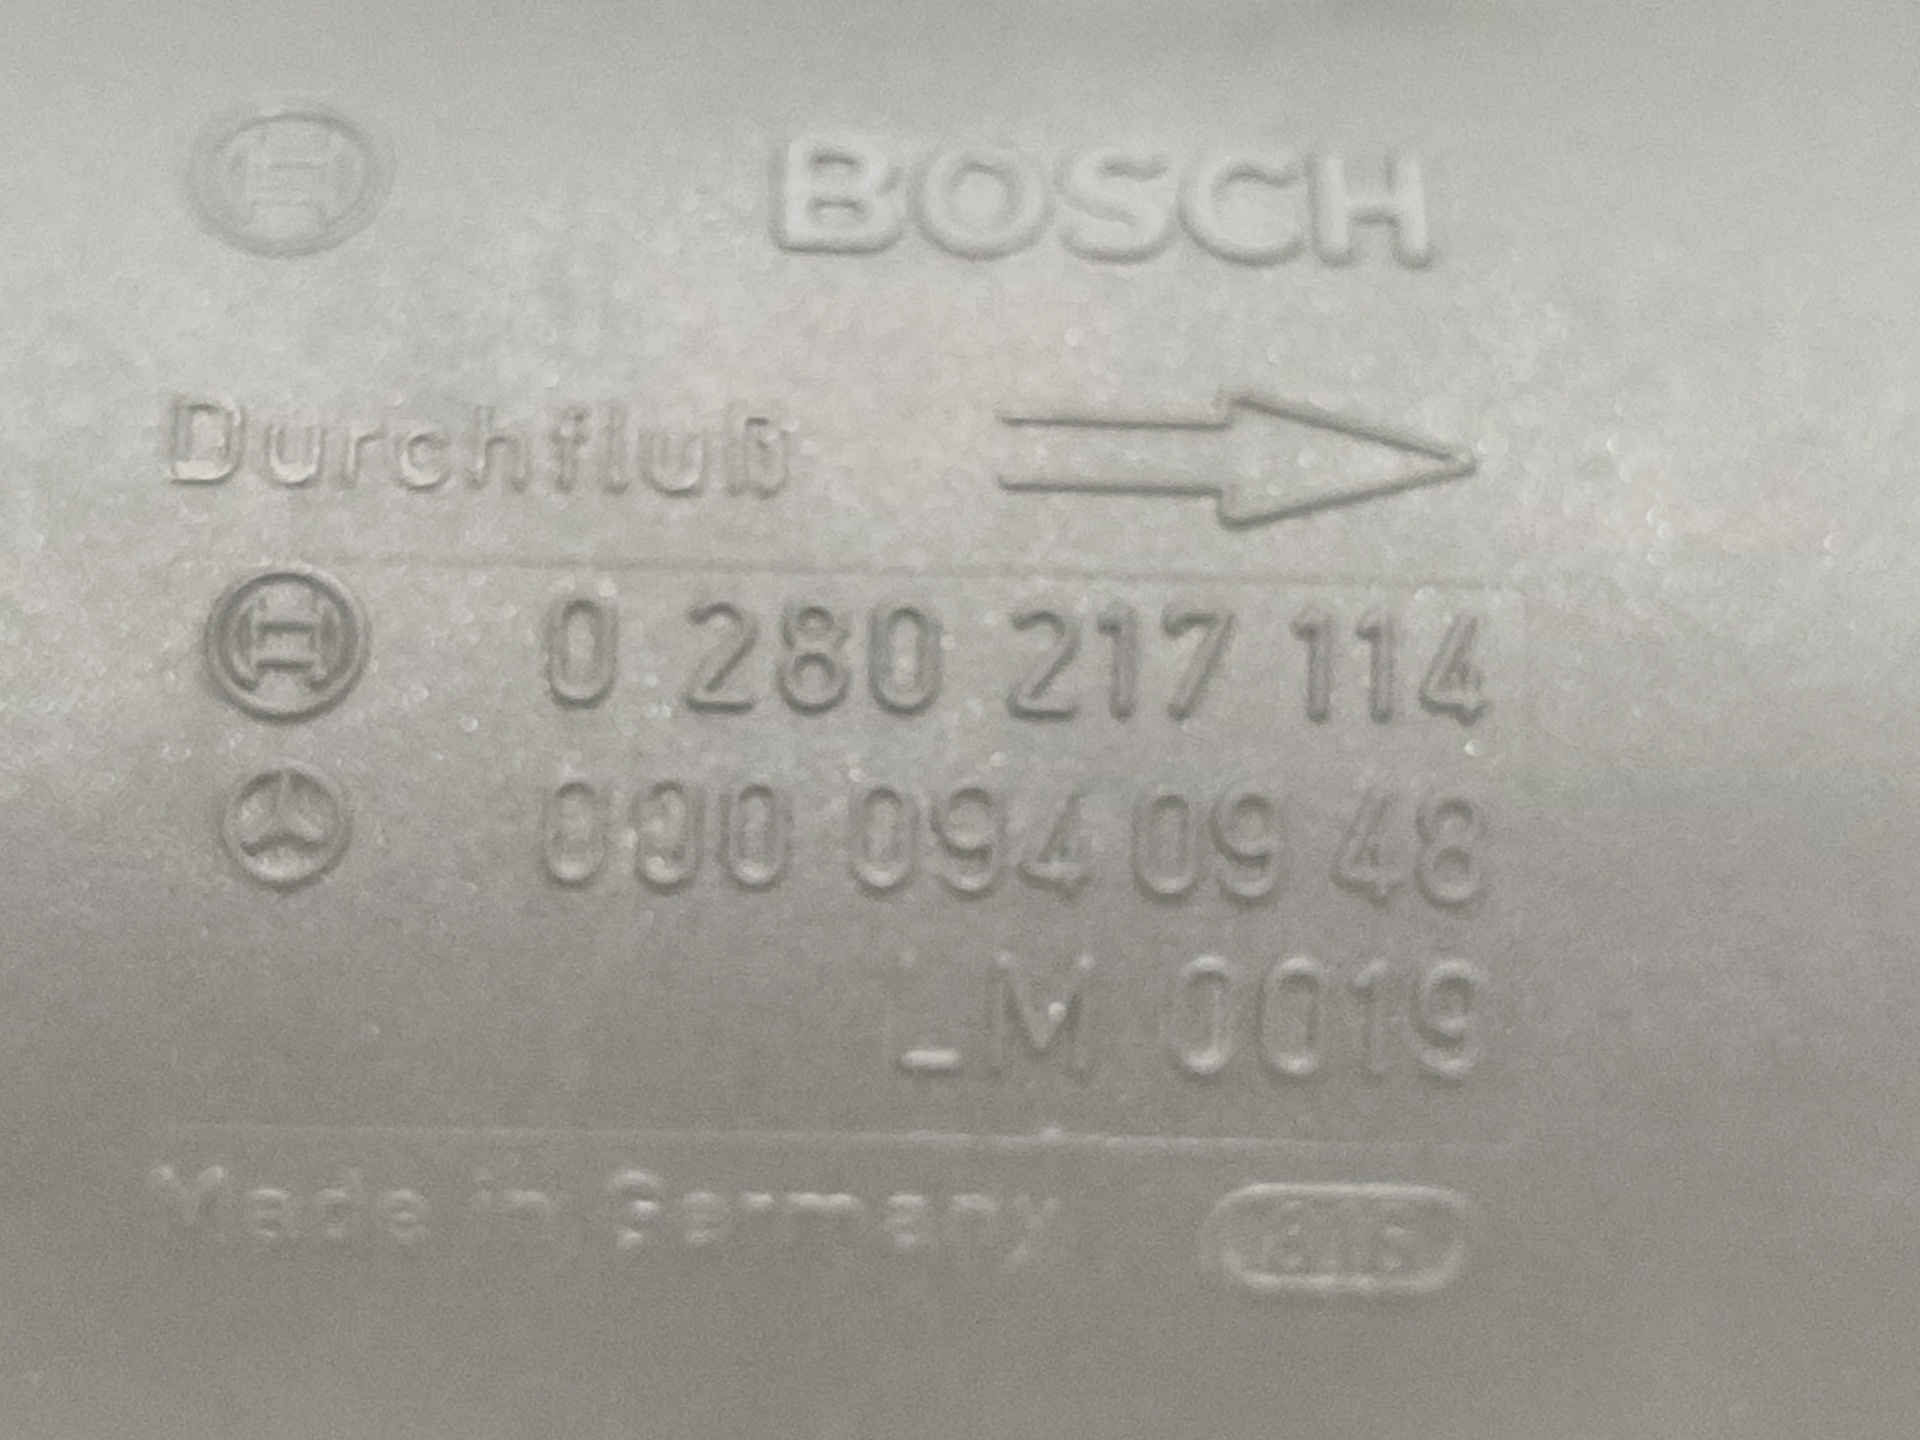 BOSCH
Durchfluß
0 280 217 114
000 094 09 48
LM 0019
Made in Germany